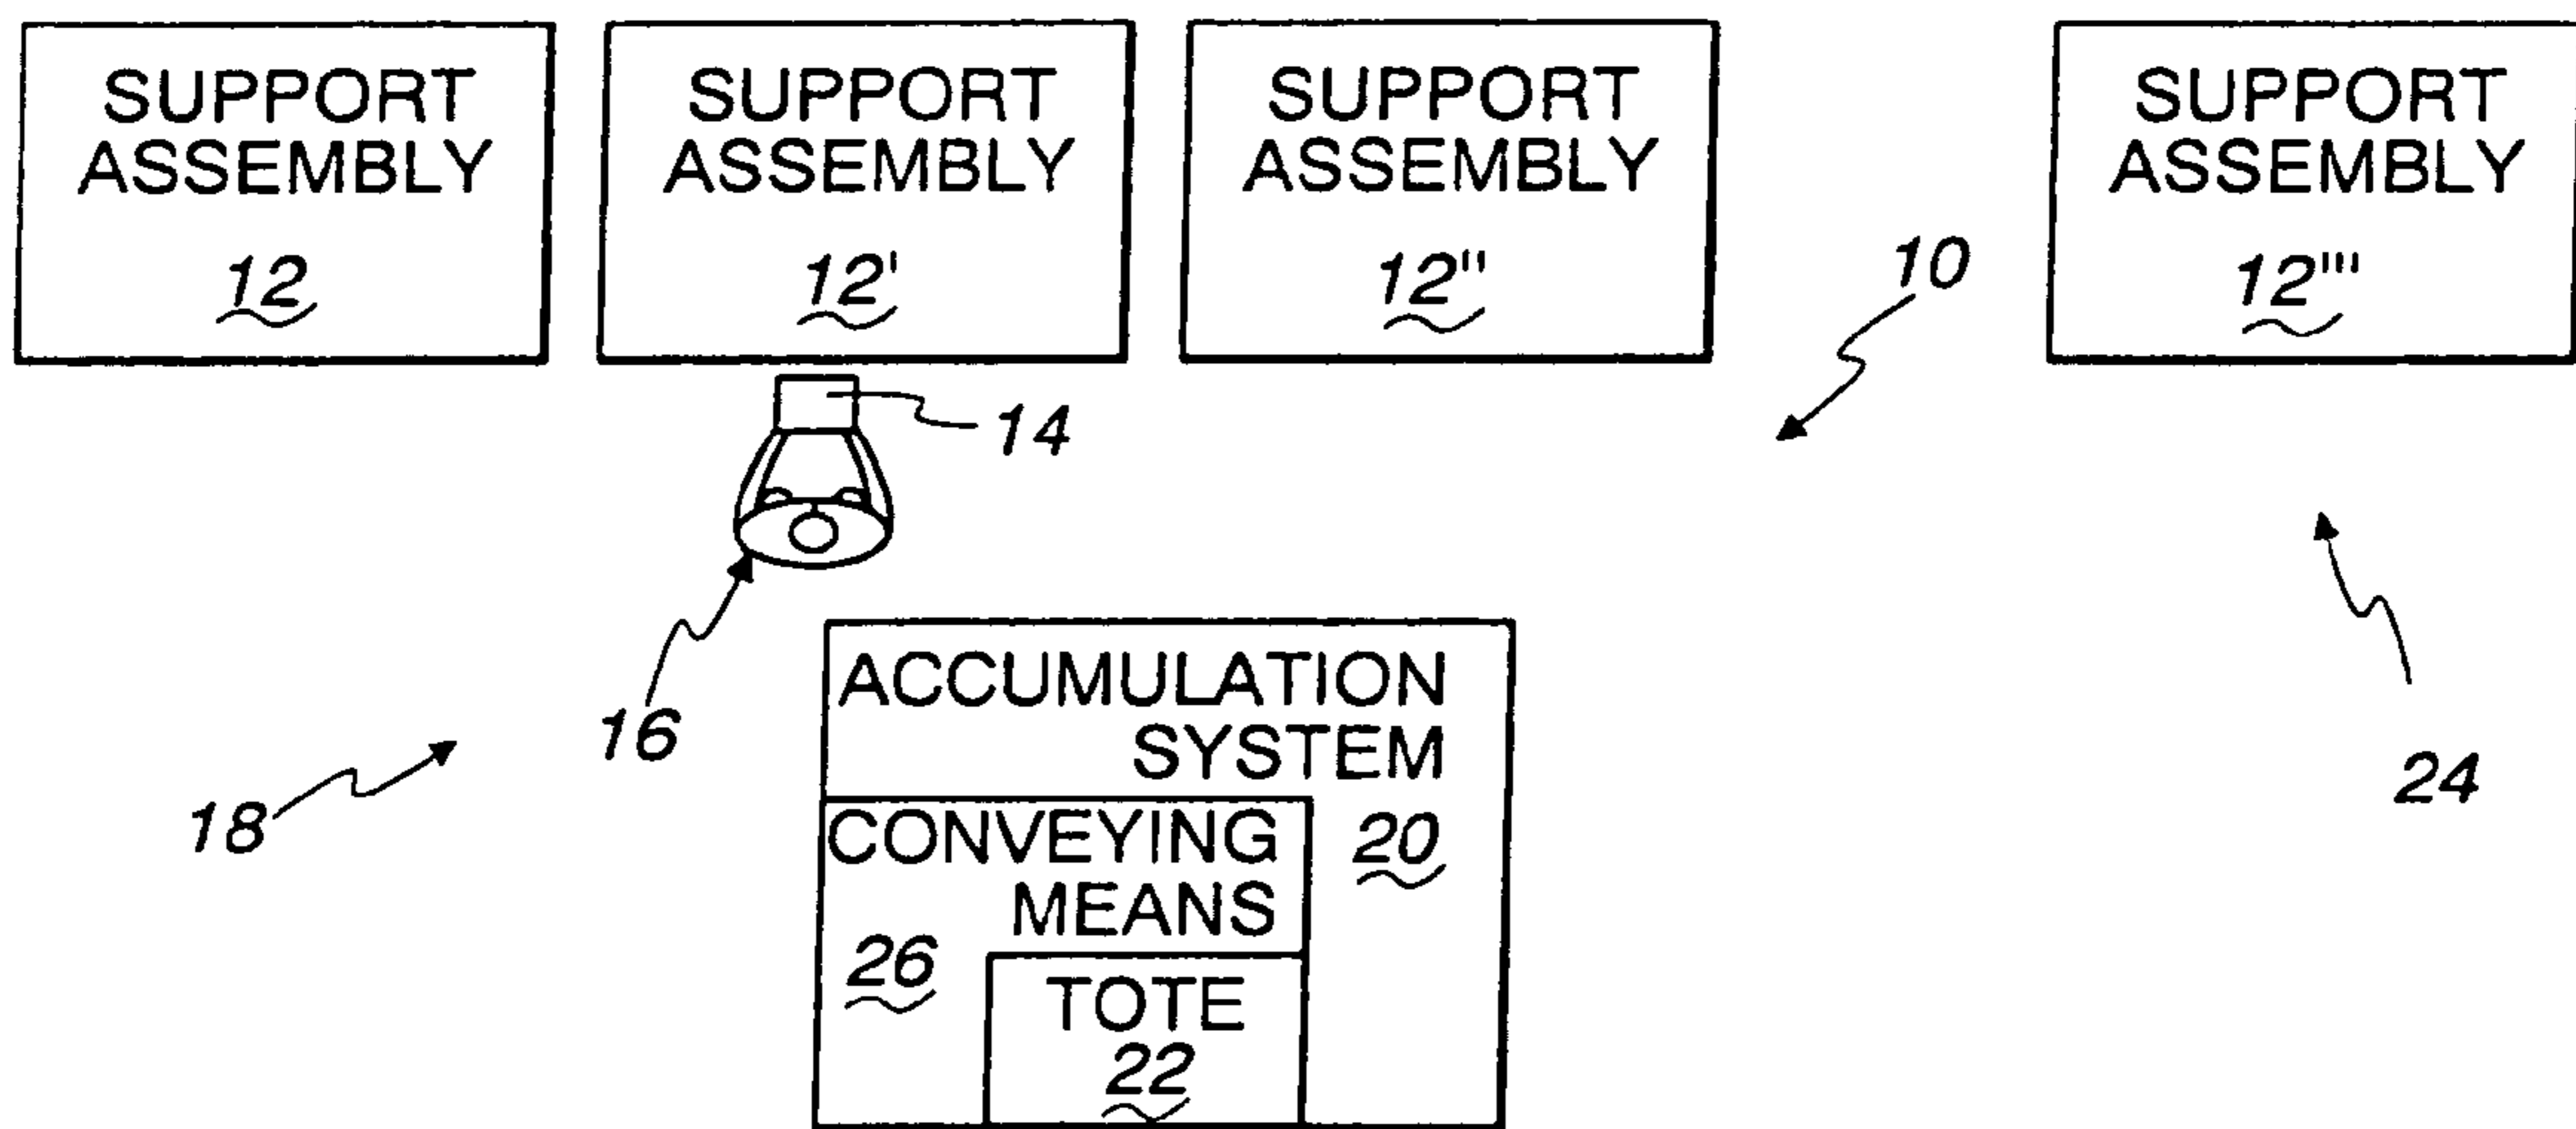 SUPPORT
ASSEMBLY
12
SUPPORT
ASSEMBLY
12'
SUPPORT
ASSEMBLY
12"
SUPPORT
ASSEMBLY
12'''
10
14
16
18
24
ACCUMULATION
SYSTEM
20
CONVEYING
MEANS
26
TOTE
22